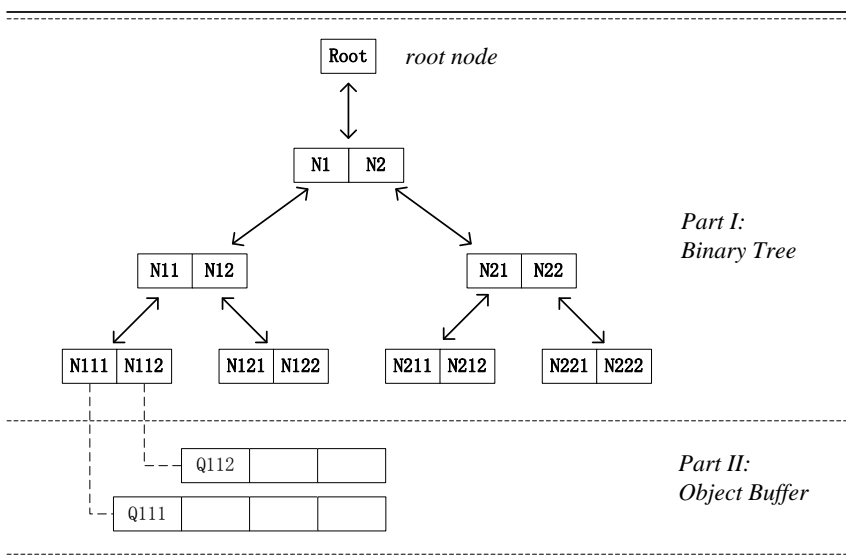 Root root node
N1 N2
Part I:
Binary Tree
N11 N12 N21 N22
N111 N112 N121 N122 N211 N212 N221 N222
Q112
Part II:
Object Buffer
Q111